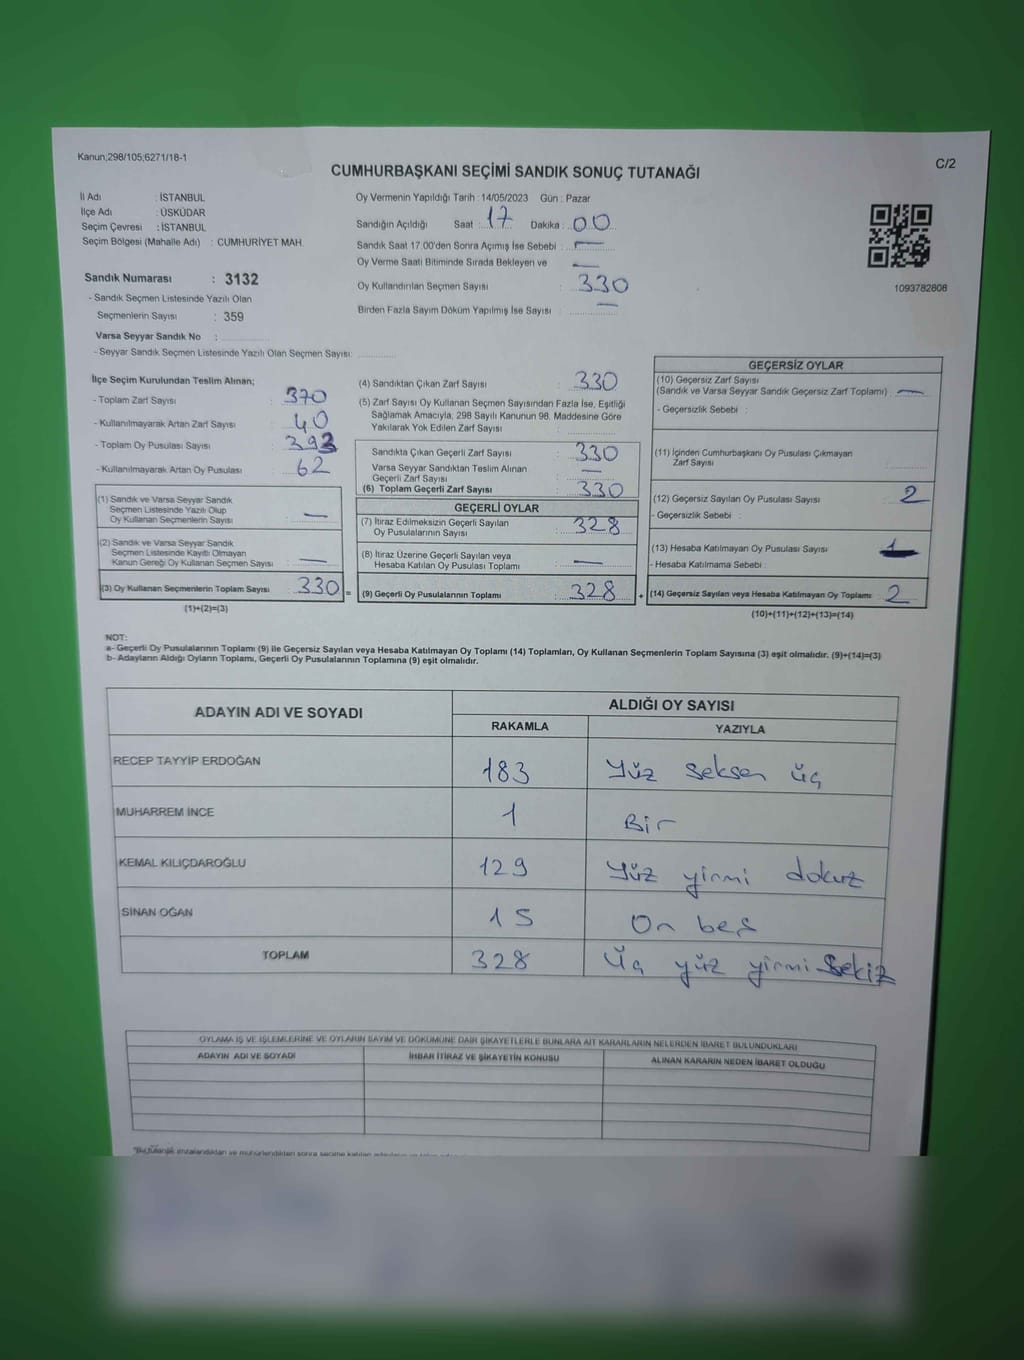 Kanun;298/105;6271/18-1
C/2
CUMHURBAŞKANI SEÇİMİ SANDIK SONUÇ TUTANAĞI
İl Adı : İSTANBUL
İlçe Adı : ÜSKÜDAR
Seçim Çevresi : İSTANBUL
Seçim Bölgesi (Mahalle Adı) : CUMHURİYET MAH.
Sandık Numarası : 3132
- Sandık Seçmen Listesinde Yazılı Olan
Seçmenlerin Sayısı : 359
Varsa Seyyar Sandık No :
- Seyyar Sandık Seçmen Listesinde Yazılı Olan Seçmen Sayısı:
Oy Vermenin Yapıldığı Tarih : 14/05/2023 Gün : Pazar
Sandığın Açıldığı Saat : 17 Dakika : 00
Sandık Saat 17.00'den Sonra Açımış İse Sebebi : —
Oy Verme Saati Bitiminde Sırada Bekleyen ve —
Oy Kullandırılan Seçmen Sayısı : 330
Birden Fazla Sayım Döküm Yapılmış İse Sayısı : —
1093782808
İlçe Seçim Kurulundan Teslim Alınan;
- Toplam Zarf Sayısı : 370
- Kullanılmayarak Artan Zarf Sayısı : 40
- Toplam Oy Pusulası Sayısı : 393
- Kullanılmayarak Artan Oy Pusulası : 62
(1) Sandık ve Varsa Seyyar Sandık
Seçmen Listesinde Yazılı Olup
Oy Kullanan Seçmenlerin Sayısı : —
(2) Sandık ve Varsa Seyyar Sandık
Seçmen Listesinde Kayıtlı Olmayan
Kanun Gereği Oy Kullanan Seçmen Sayısı : —
(3) Oy Kullanan Seçmenlerin Toplam Sayısı : 330 =
(1)+(2)=(3)
(4) Sandıktan Çıkan Zarf Sayısı : 330
(5) Zarf Sayısı Oy Kullanan Seçmen Sayısından Fazla İse, Eşitliği
Sağlamak Amacıyla, 298 Sayılı Kanunun 98. Maddesine Göre
Yakılarak Yok Edilen Zarf Sayısı :
Sandıkta Çıkan Geçerli Zarf Sayısı : 330
Varsa Seyyar Sandıktan Teslim Alınan
Geçerli Zarf Sayısı : —
(6) Toplam Geçerli Zarf Sayısı : 330
GEÇERLİ OYLAR
(7) İtiraz Edilmeksizin Geçerli Sayılan
Oy Pusulalarının Sayısı : 328
(8) İtiraz Üzerine Geçerli Sayılan veya
Hesaba Katılan Oy Pusulası Toplamı : —
(9) Geçerli Oy Pusulalarının Toplamı : 328 +
GEÇERSİZ OYLAR
(10) Geçersiz Zarf Sayısı
(Sandık ve Varsa Seyyar Sandık Geçersiz Zarf Toplamı) : —
- Geçersizlik Sebebi :
(11) İçinden Cumhurbaşkanı Oy Pusulası Çıkmayan
Zarf Sayısı :
(12) Geçersiz Sayılan Oy Pusulası Sayısı : 2
- Geçersizlik Sebebi :
(13) Hesaba Katılmayan Oy Pusulası Sayısı :
- Hesaba Katılmama Sebebi :
(14) Geçersiz Sayılan veya Hesaba Katılmayan Oy Toplamı : 2
(10)+(11)+(12)+(13)=(14)
NOT:
a- Geçerli Oy Pusulalarının Toplamı (9) ile Geçersiz Sayılan veya Hesaba Katılmayan Oy Toplamı (14) Toplamları, Oy Kullanan Seçmenlerin Toplam Sayısına (3) eşit olmalıdır. (9)+(14)=(3)
b- Adayların Aldığı Oyların Toplamı, Geçerli Oy Pusulalarının Toplamına (9) eşit olmalıdır.
ADAYIN ADI VE SOYADI
ALDIĞI OY SAYISI
RAKAMLA YAZIYLA
RECEP TAYYİP ERDOĞAN 183 Yüz seksen üç
MUHARREM İNCE 1 Bir
KEMAL KILIÇDAROĞLU 129 Yüz yirmi dokuz
SİNAN OĞAN 15 On beş
TOPLAM 328 Üç yüz yirmi sekiz
OYLAMA İŞ VE İŞLEMLERİNE VE OYLARIN SAYIM VE DÖKÜMÜNE DAİR ŞİKAYETLERLE BUNLARA AİT KARARLARIN NELERDEN İBARET BULUNDUKLARI
ADAYIN ADI VE SOYADI İHBAR İTİRAZ VE ŞİKAYETİN KONUSU ALINAN KARARIN NEDEN İBARET OLDUĞU